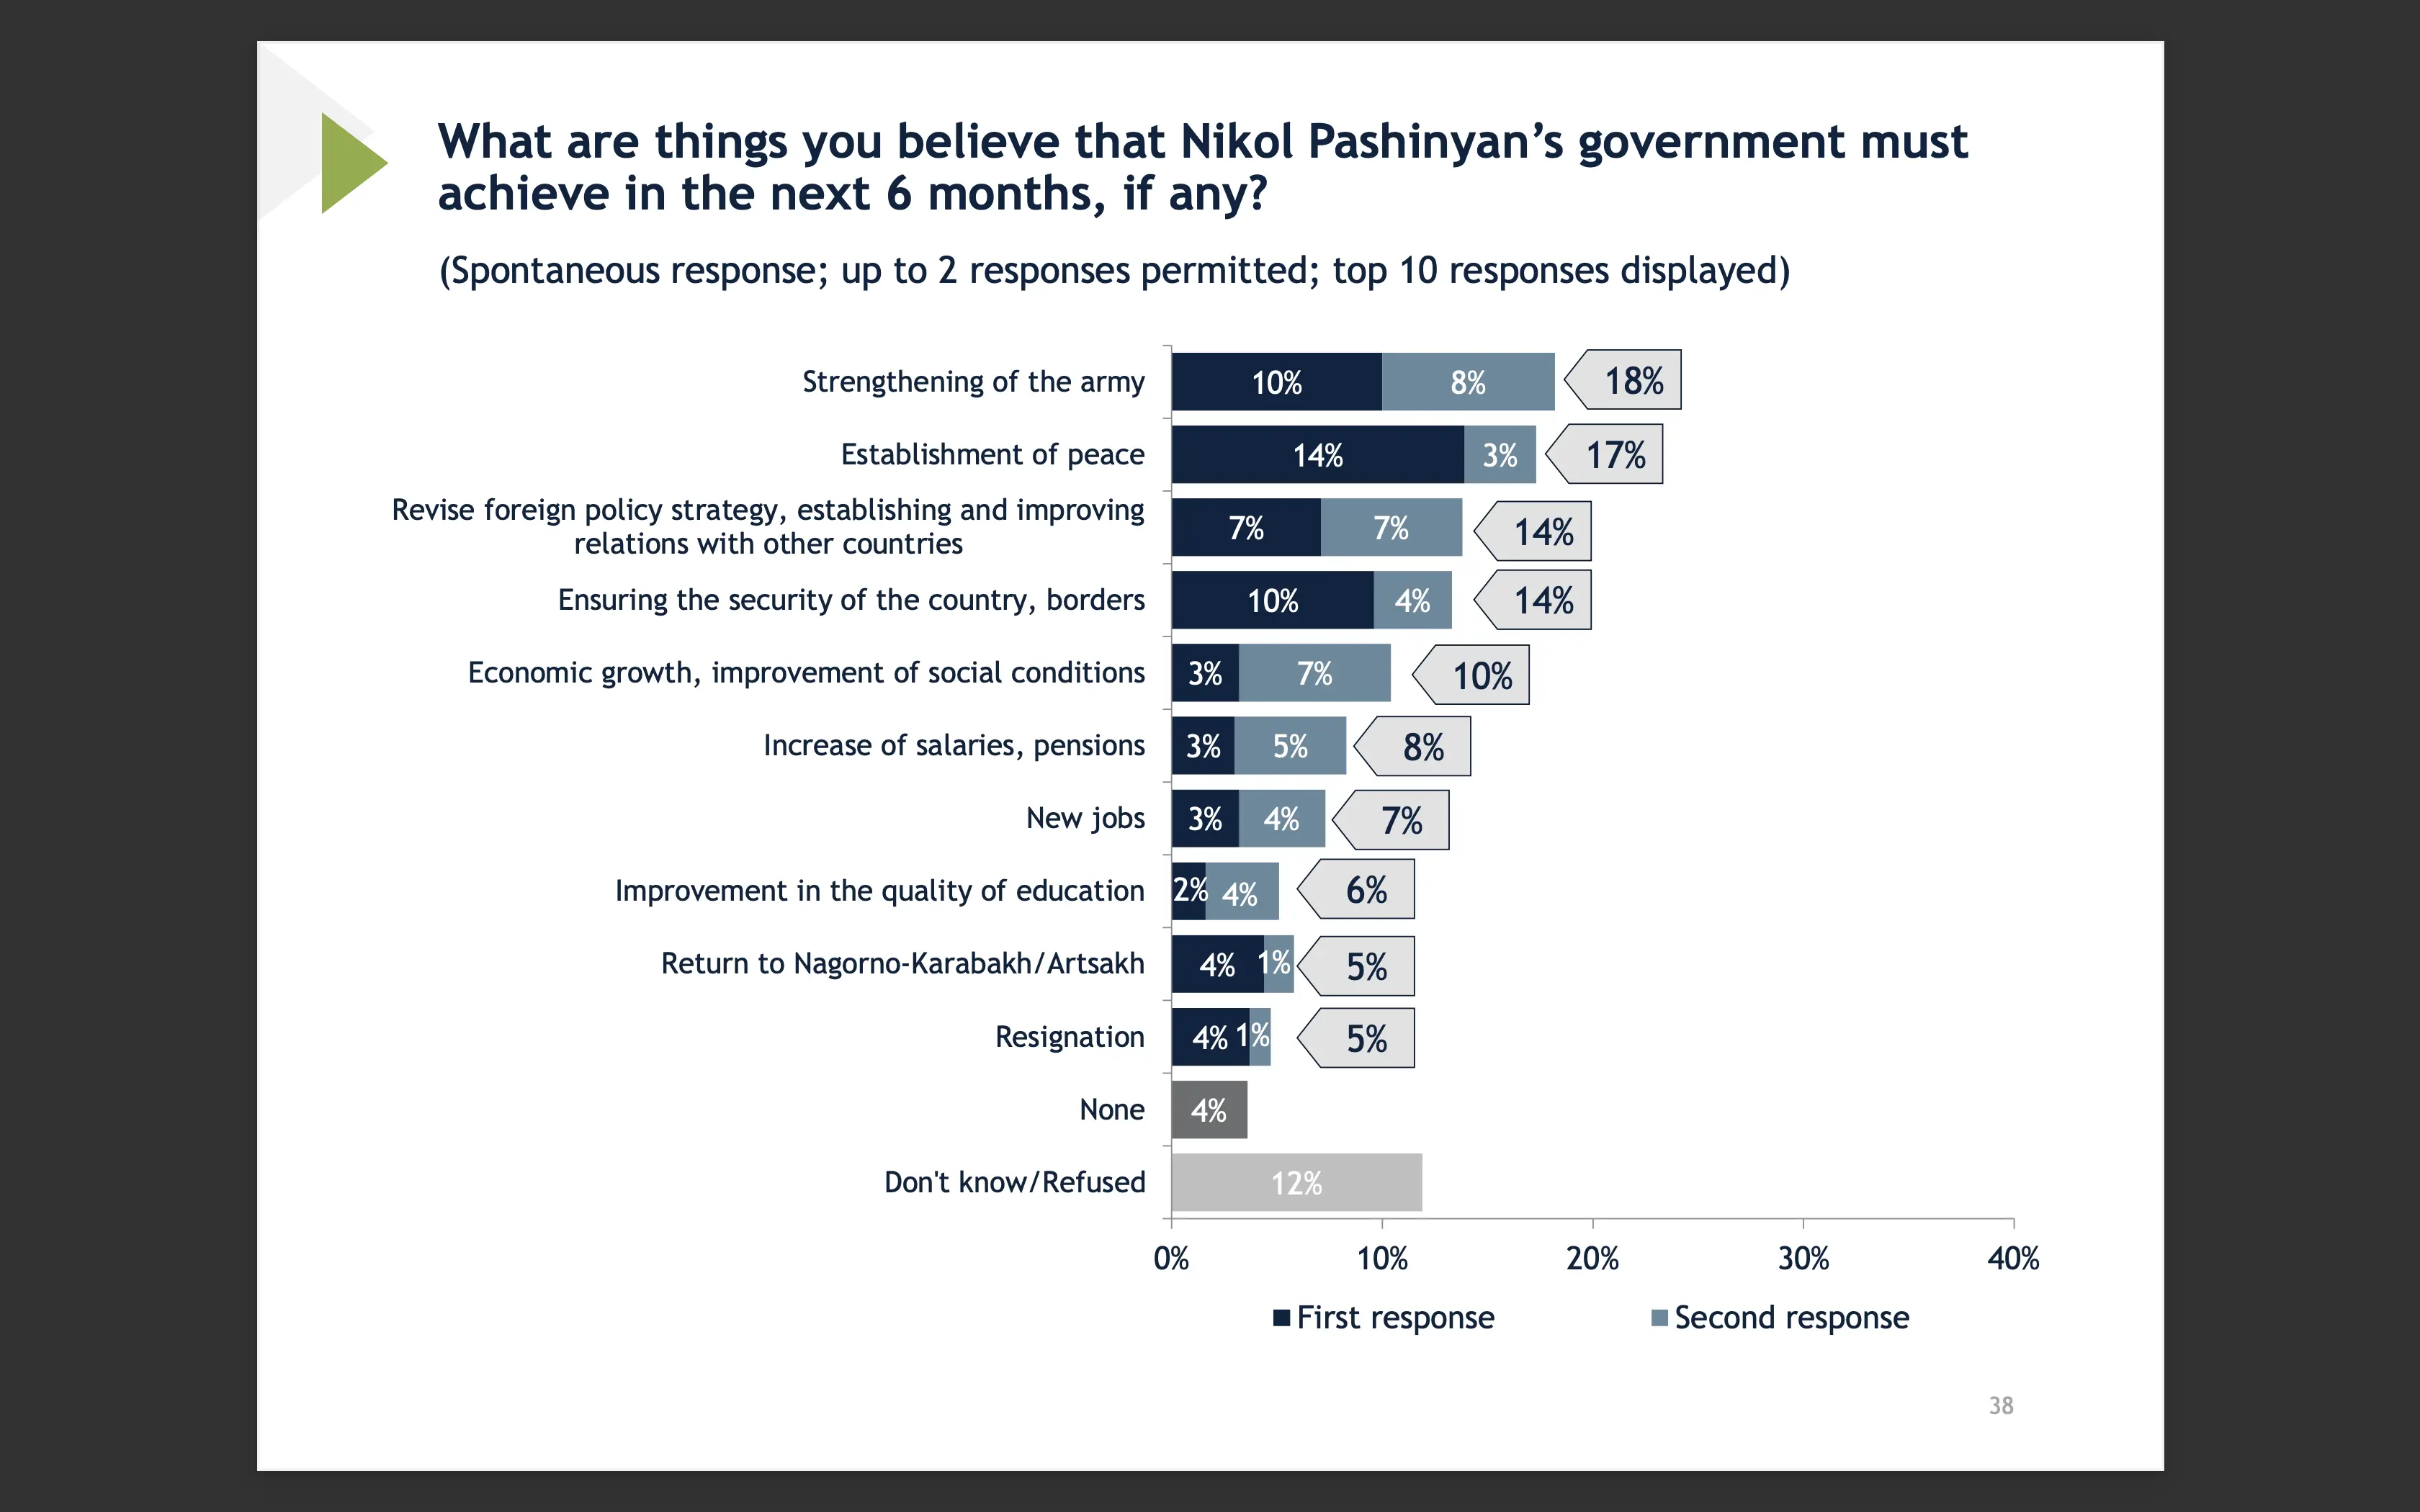 What are things you believe that Nikol Pashinyan’s government must
achieve in the next 6 months, if any?
(Spontaneous response; up to 2 responses permitted; top 10 responses displayed)
Strengthening of the army 10% 8% 18%
Establishment of peace 14% 3% 17%
Revise foreign policy strategy, establishing and improving
relations with other countries 7% 7% 14%
Ensuring the security of the country, borders 10% 4% 14%
Economic growth, improvement of social conditions 3% 7% 10%
Increase of salaries, pensions 3% 5% 8%
New jobs 3% 4% 7%
Improvement in the quality of education 2% 4% 6%
Return to Nagorno-Karabakh/Artsakh 4% 1% 5%
Resignation 4% 1% 5%
None 4%
Don't know/Refused 12%
0% 10% 20% 30% 40%
First response Second response
38